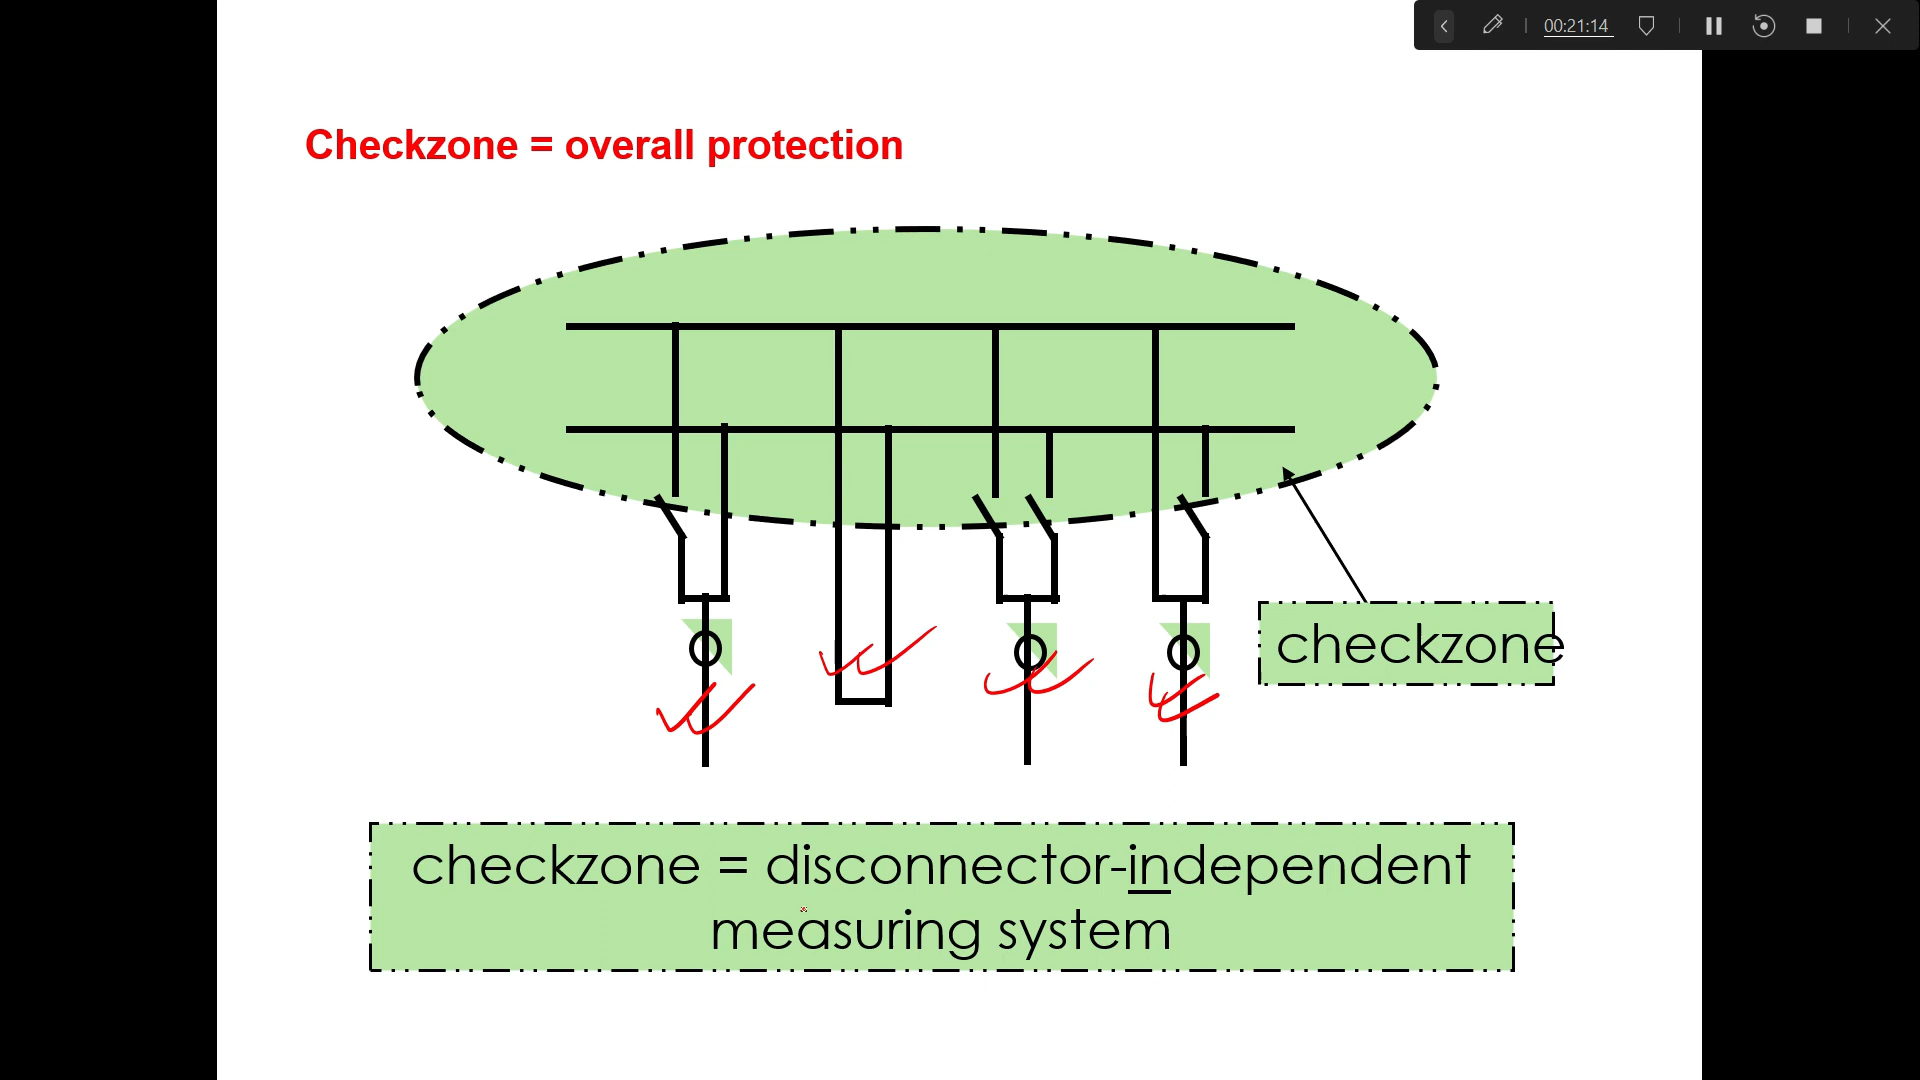 00:21:14
Checkzone = overall protection
checkzone
checkzone = disconnector-independent
measuring system